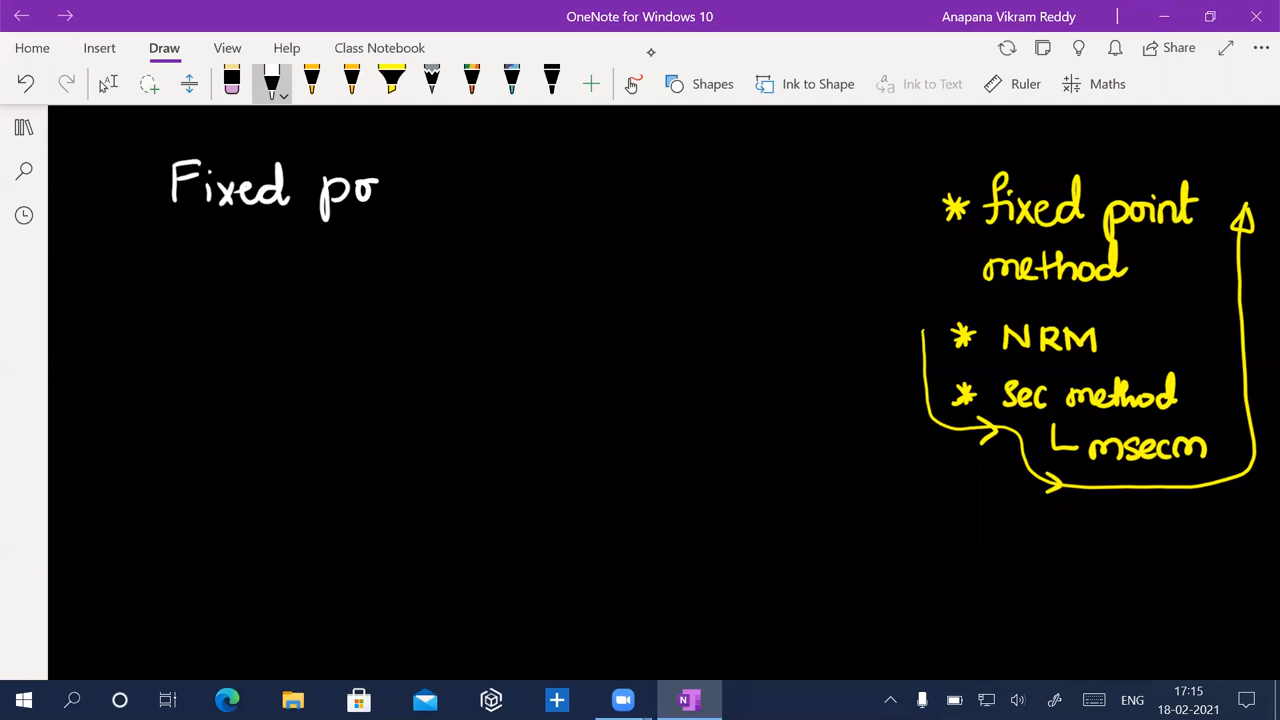 OneNote for Windows 10
Anapana Vikram Reddy
Home Insert Draw View Help Class Notebook Share
Shapes Ink to Shape Ink to Text Ruler Maths
Fixed po
* fixed point
method
* NRM
* Sec method
msecm
ENG
17:15
18-02-2021